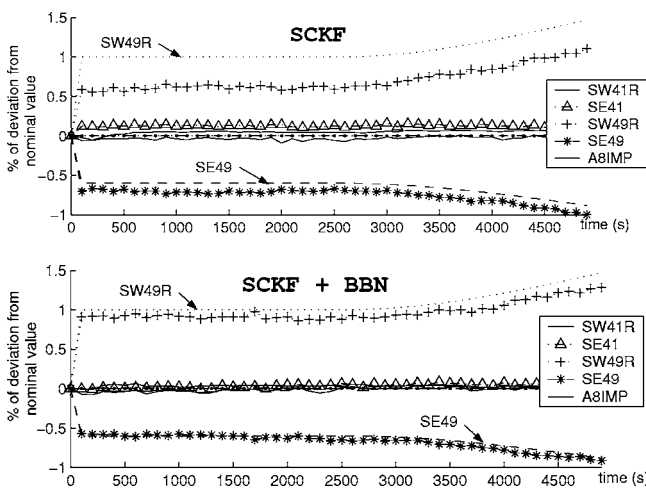 SCKF
% of deviation from
nominal value
1.5
1
0.5
0
−0.5
−1
SW49R
SE49
SW41R
SE41
SW49R
SE49
A8IMP
0 500 1000 1500 2000 2500 3000 3500 4000 4500
time (s)
SCKF + BBN
% of deviation from
nominal value
1.5
1
0.5
0
−0.5
−1
SW49R
SE49
SW41R
SE41
SW49R
SE49
A8IMP
0 500 1000 1500 2000 2500 3000 3500 4000 4500
time (s)